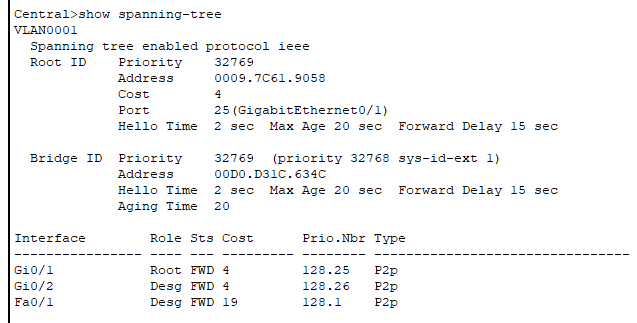 Central>show spanning-tree
VLAN0001
  Spanning tree enabled protocol ieee
  Root ID    Priority    32769
             Address     0009.7C61.9058
             Cost        4
             Port        25(GigabitEthernet0/1)
             Hello Time  2 sec  Max Age 20 sec  Forward Delay 15 sec

  Bridge ID  Priority    32769  (priority 32768 sys-id-ext 1)
             Address     00D0.D31C.634C
             Hello Time  2 sec  Max Age 20 sec  Forward Delay 15 sec
             Aging Time  20

Interface        Role Sts Cost      Prio.Nbr Type
---------------- ---- --- --------- -------- --------------------------------
Gi0/1            Root FWD 4         128.25   P2p
Gi0/2            Desg FWD 4         128.26   P2p
Fa0/1            Desg FWD 19        128.1    P2p